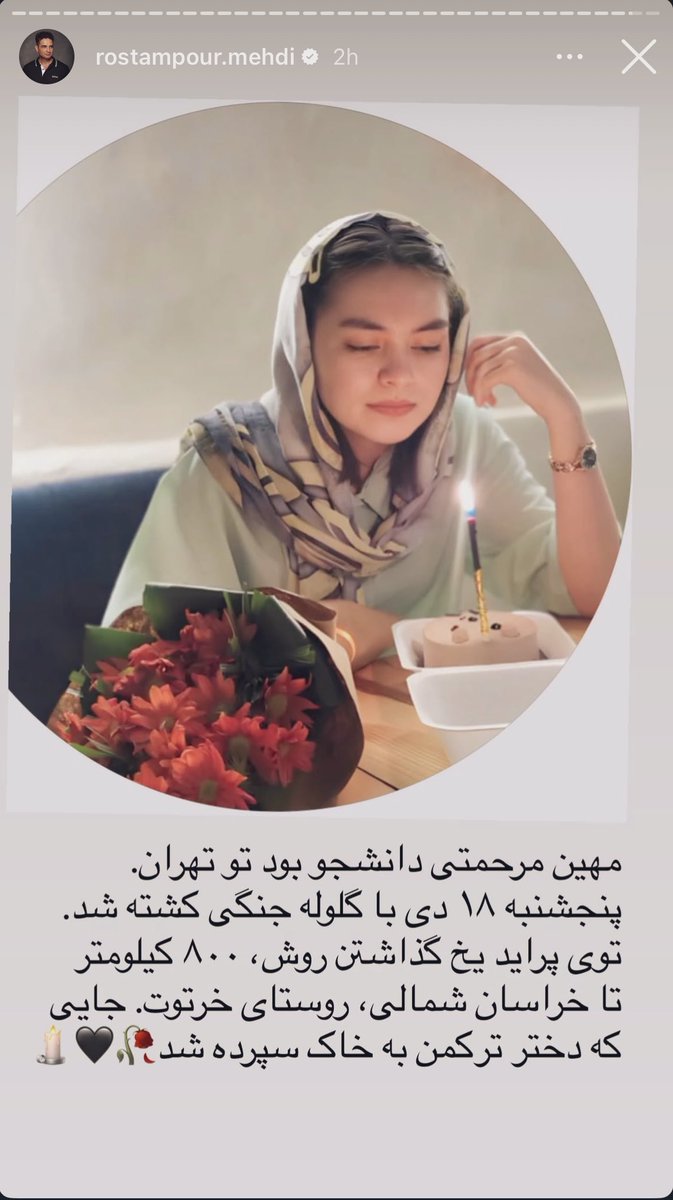 rostampour.mehdi 2h
مهین مرحمتی دانشجو بود تو تهران.
پنجشنبه ۱۸ دی با گلوله جنگی کشته شد.
توی پراید یخ گذاشتن روش، ۸۰۰ کیلومتر
تا خراسان شمالی، روستای خرتوت. جایی
که دختر ترکمن به خاک سپرده شد🥀🖤🕯️